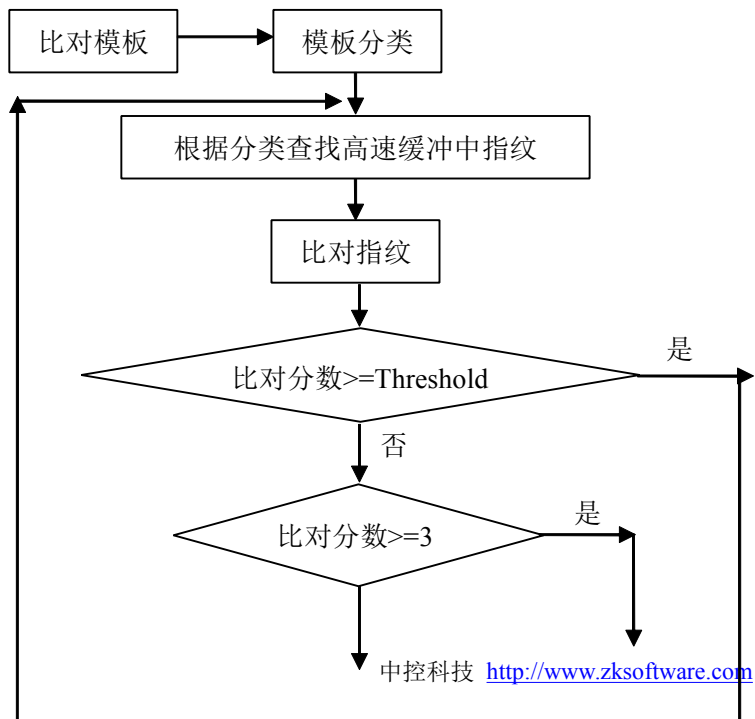 比对模板
模板分类
根据分类查找高速缓冲中指纹
比对指纹
比对分数>=Threshold
是
否
比对分数>=3
是
中控科技 http://www.zksoftware.com